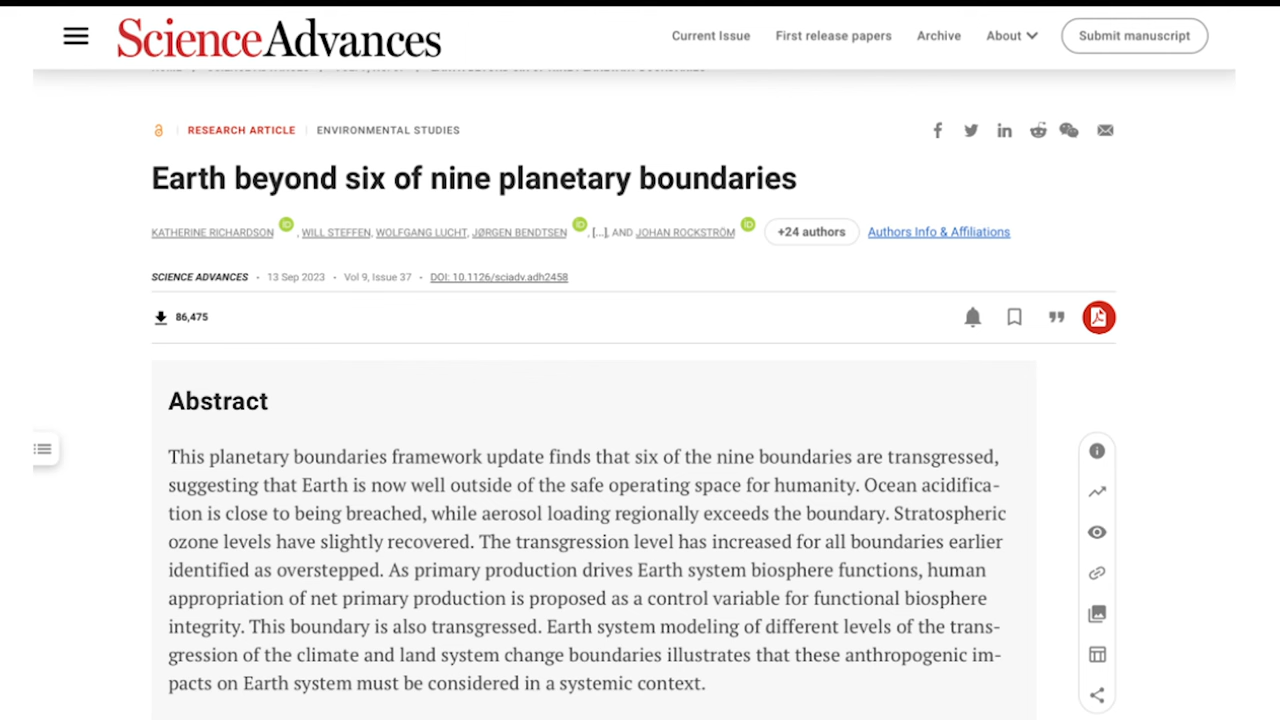 Science Advances
Current Issue First release papers Archive About Submit manuscript
RESEARCH ARTICLE ENVIRONMENTAL STUDIES
Earth beyond six of nine planetary boundaries
KATHERINE RICHARDSON, WILL STEFFEN, WOLFGANG LUCHT, JØRGEN BENDTSEN, [...], AND JOHAN ROCKSTRÖM +24 authors Authors Info & Affiliations
SCIENCE ADVANCES • 13 Sep 2023 • Vol 9, Issue 37 • DOI: 10.1126/sciadv.adh2458
86,475
Abstract
This planetary boundaries framework update finds that six of the nine boundaries are transgressed,
suggesting that Earth is now well outside of the safe operating space for humanity. Ocean acidifica-
tion is close to being breached, while aerosol loading regionally exceeds the boundary. Stratospheric
ozone levels have slightly recovered. The transgression level has increased for all boundaries earlier
identified as overstepped. As primary production drives Earth system biosphere functions, human
appropriation of net primary production is proposed as a control variable for functional biosphere
integrity. This boundary is also transgressed. Earth system modeling of different levels of the trans-
gression of the climate and land system change boundaries illustrates that these anthropogenic im-
pacts on Earth system must be considered in a systemic context.